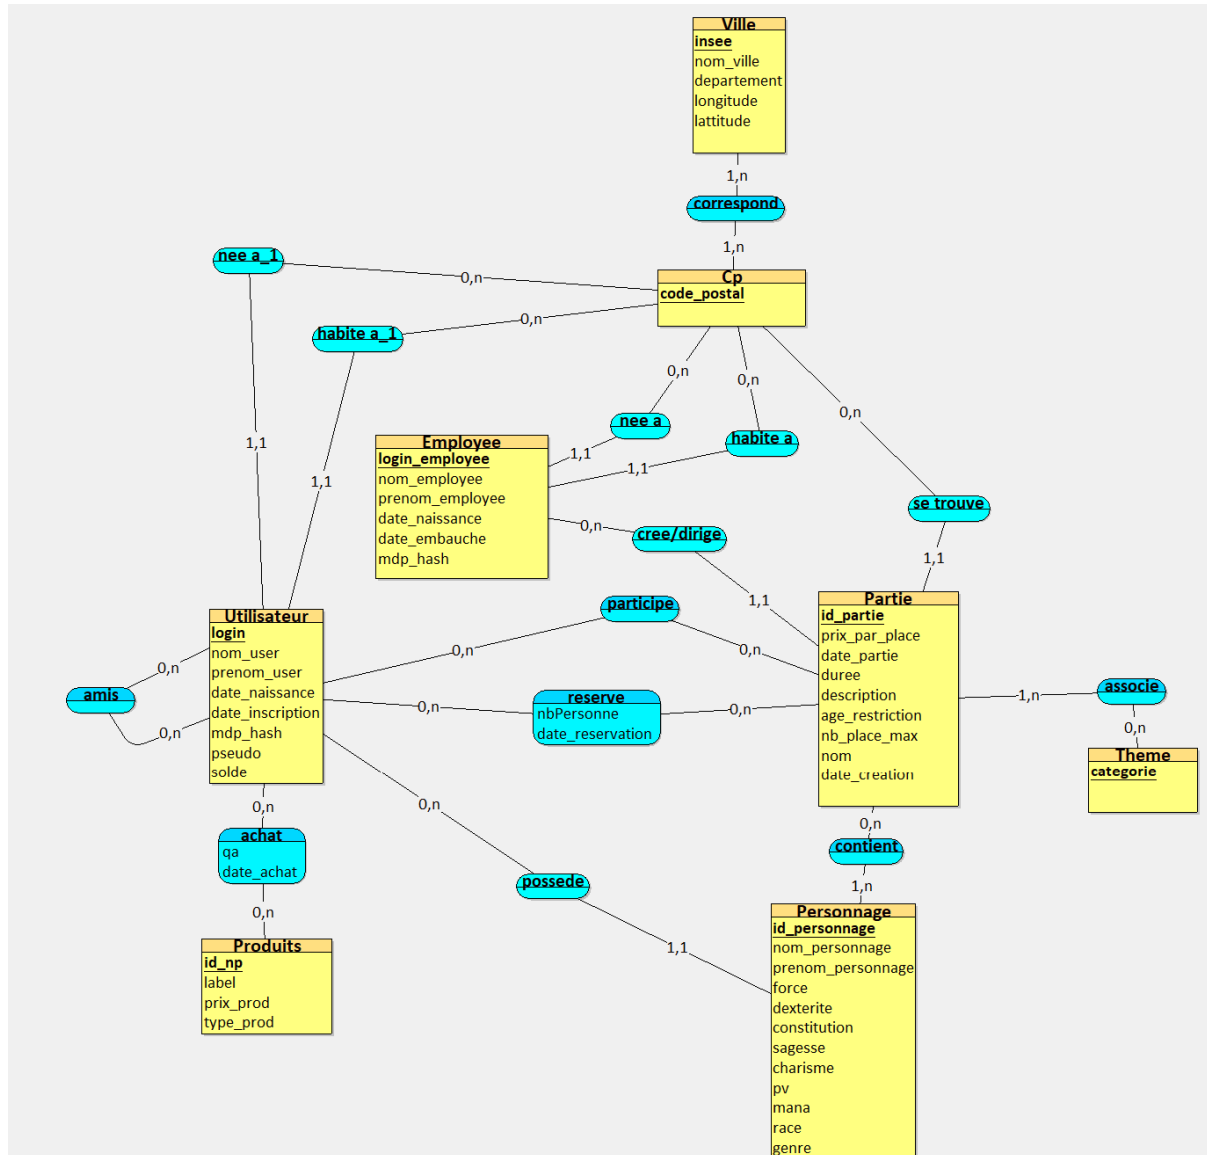 Ville
insee
nom_ville
departement
longitude
lattitude
1,n
correspond
1,n
Cp
code_postal
nee a_1
0,n
habite a_1
0,n
0,n
0,n
0,n
nee a
habite a
1,1
1,1
1,1
1,1
Employee
login_employee
nom_employee
prenom_employee
date_naissance
date_embauche
mdp_hash
0,n
cree/dirige
1,1
se trouve
1,1
Utilisateur
login
nom_user
prenom_user
date_naissance
date_inscription
mdp_hash
pseudo
solde
amis
0,n
0,n
participe
0,n
0,n
reserve
nbPersonne
date_reservation
0,n
0,n
Partie
id_partie
prix_par_place
date_partie
duree
description
age_restriction
nb_place_max
nom
date_creation
1,n
associe
0,n
Theme
categorie
0,n
achat
qa
date_achat
0,n
Produits
id_np
label
prix_prod
type_prod
0,n
possede
1,1
0,n
contient
1,n
Personnage
id_personnage
nom_personnage
prenom_personnage
force
dexterite
constitution
sagesse
charisme
pv
mana
race
genre